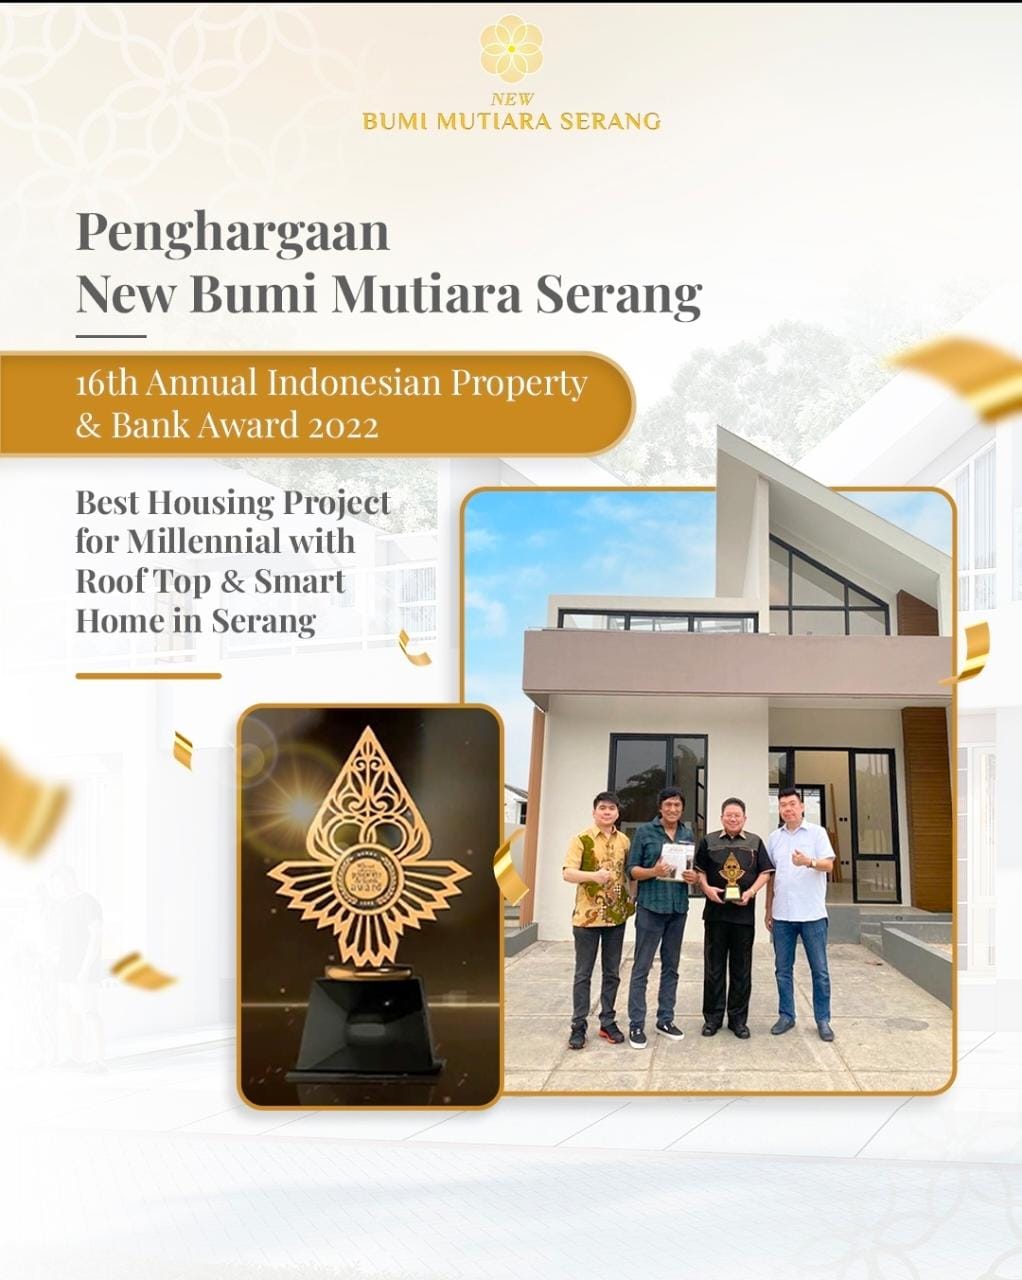 NEW
BUMI MUTIARA SERANG
Penghargaan
New Bumi Mutiara Serang
16th Annual Indonesian Property
& Bank Award 2022
Best Housing Project
for Millennial with
Roof Top & Smart
Home in Serang
award